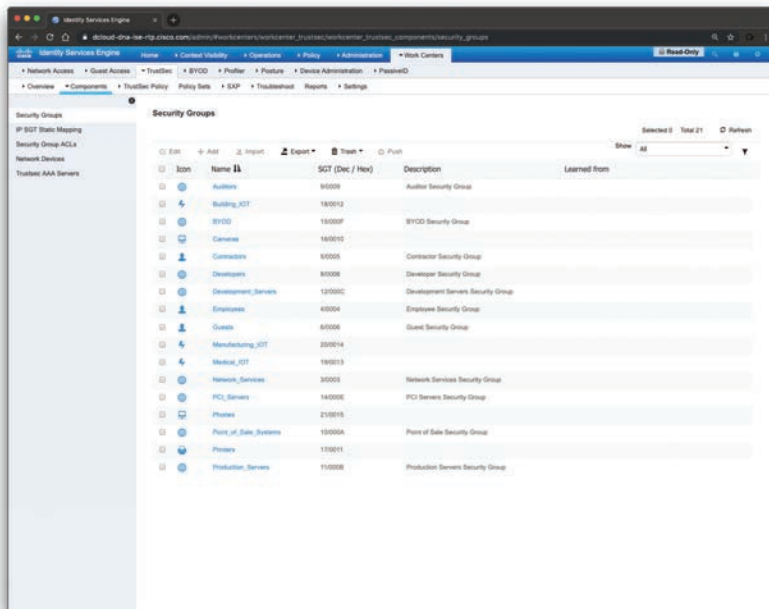 Identity Services Engine
dcloud-dna-ise-rtp.cisco.com/admin/#workcenters/workcenter_trustsec/workcenter_trustsec_components/security_groups
CISCO Identity Services Engine Home Context Visibility Operations Policy Administration Work Centers Read-Only
Network Access Guest Access TrustSec BYOD Profiler Posture Device Administration PassiveID
Overview Components TrustSec Policy Policy Sets SXP Troubleshoot Reports Settings
Security Groups
IP SGT Static Mapping
Security Group ACLs
Network Devices
Trustsec AAA Servers
Security Groups
Selected 0 Total 21 Refresh
Edit Add Import Export Trash Push Show All
Icon Name SGT (Dec / Hex) Description Learned from
Auditors 9/0009 Auditor Security Group
Building_IOT 18/0012
BYOD 15/000F BYOD Security Group
Cameras 16/0010
Contractors 5/0005 Contractor Security Group
Developers 8/0008 Developer Security Group
Development_Servers 12/000C Development Servers Security Group
Employees 4/0004 Employee Security Group
Guests 6/0006 Guest Security Group
Manufacturing_IOT 20/0014
Medical_IOT 19/0013
Network_Services 3/0003 Network Services Security Group
PCI_Servers 14/000E PCI Servers Security Group
Phones 21/0015
Point_of_Sale_Systems 10/000A Point of Sale Security Group
Printers 17/0011
Production_Servers 11/000B Production Servers Security Group